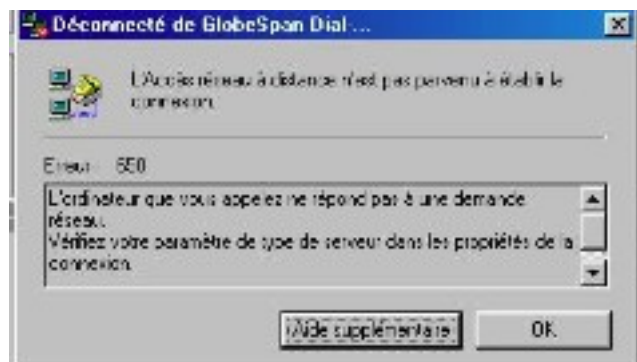 Déconnecté de GlobeSpan Dial-...
L'Accès réseau à distance n'est pas parvenu à établir la
connexion.
Erreur 650
L'ordinateur que vous appelez ne répond pas à une demande
réseau.
Vérifiez votre paramètre de type de serveur dans les propriétés de la
connexion.
Aide supplémentaire
OK